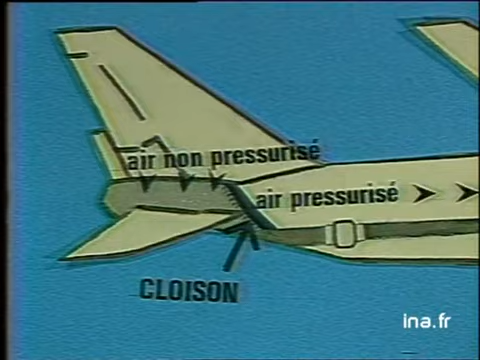 air non pressurisé
air pressurisé
CLOISON
ina.fr